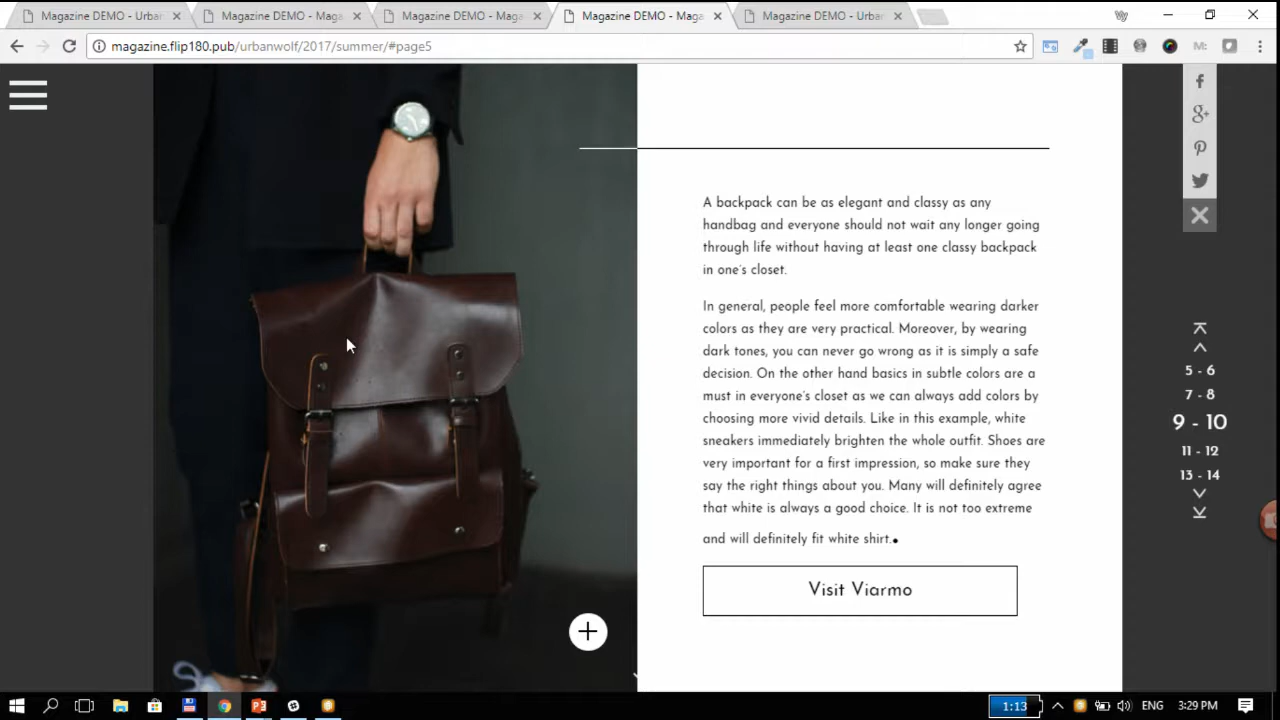 Magazine DEMO - Urban
Magazine DEMO - Maga
Magazine DEMO - Maga
Magazine DEMO - Maga
Magazine DEMO - Urba
magazine.flip180.pub/urbanwolf/2017/summer/#page5
M:
f
g+
A backpack can be as elegant and classy as any
handbag and everyone should not wait any longer going
through life without having at least one classy backpack
in one's closet.
In general, people feel more comfortable wearing darker
colors as they are very practical. Moreover, by wearing
dark tones, you can never go wrong as it is simply a safe
decision. On the other hand basics in subtle colors are a
must in everyone's closet as we can always add colors by
choosing more vivid details. Like in this example, white
sneakers immediately brighten the whole outfit. Shoes are
very important for a first impression, so make sure they
say the right things about you. Many will definitely agree
that white is always a good choice. It is not too extreme
and will definitely fit white shirt.
Visit Viarmo
5 - 6
7 - 8
9 - 10
11 - 12
13 - 14
1:13
ENG
3:29 PM